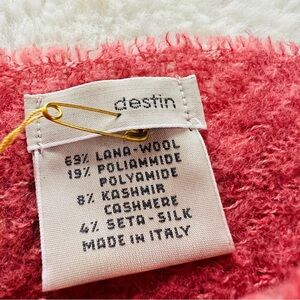 destin
69% LANA-WOOL
19% POLIAMMIDE
POLYAMIDE
8% KASHMIR
CASHMERE
4% SETA-SILK
MADE IN ITALY